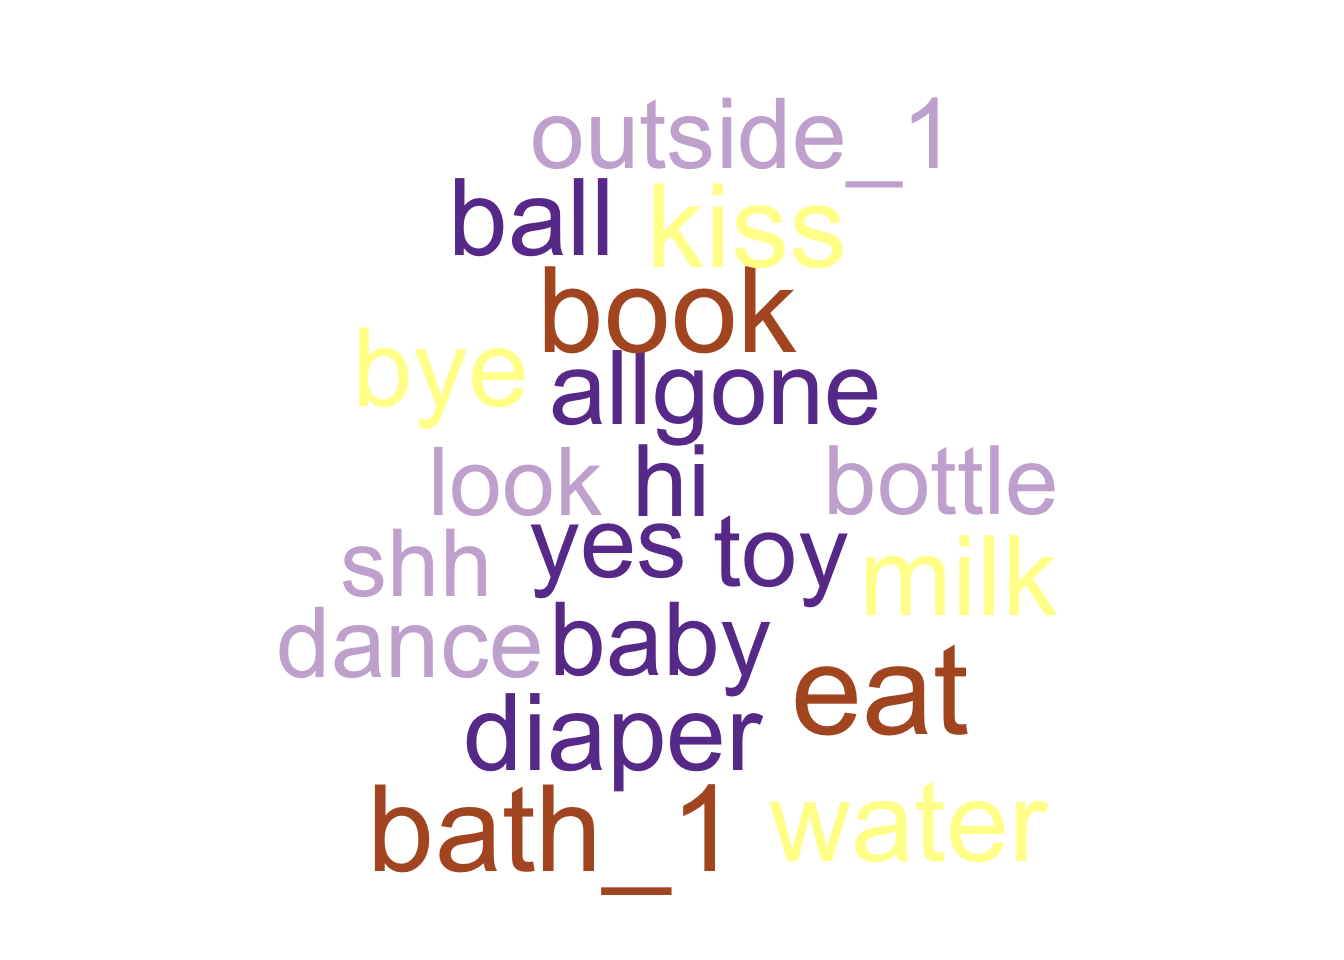 outside_1
ball kiss
book
bye allgone
look hi bottle
shh yes toy milk
dance baby eat
diaper
bath_1 water